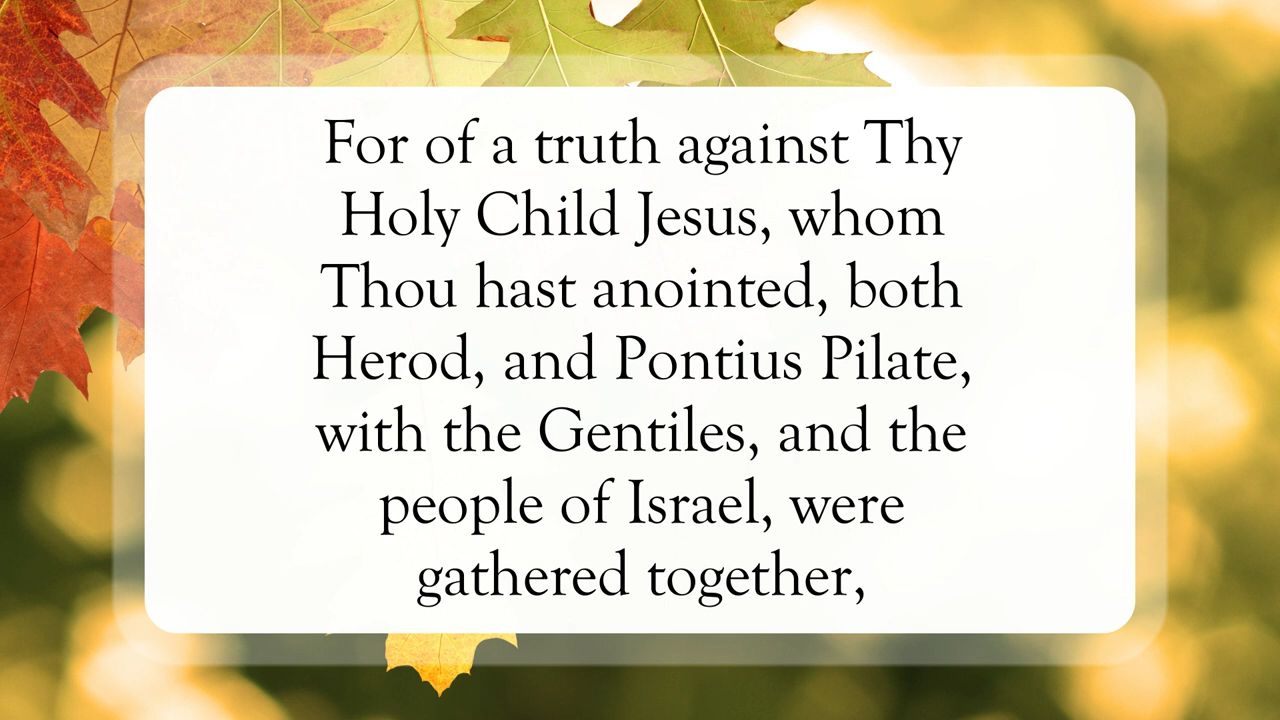 For of a truth against Thy
Holy Child Jesus, whom
Thou hast anointed, both
Herod, and Pontius Pilate,
with the Gentiles, and the
people of Israel, were
gathered together,